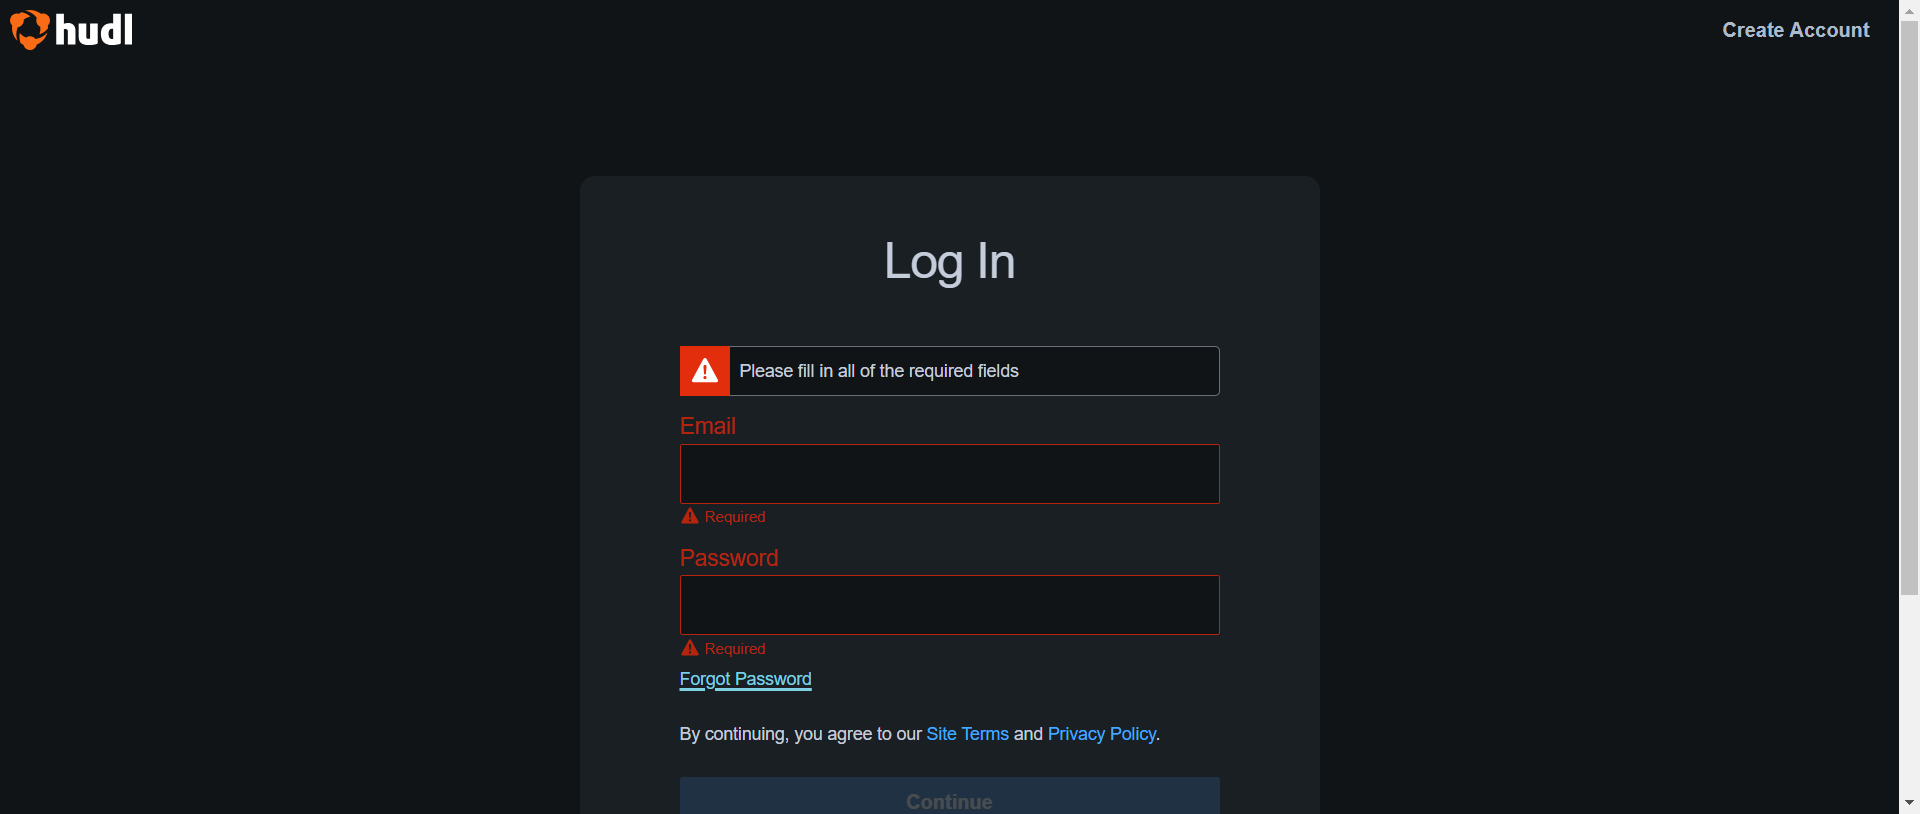 hudl
Create Account
Log In
Please fill in all of the required fields
Email
Required
Password
Required
Forgot Password
By continuing, you agree to our Site Terms and Privacy Policy.
Continue